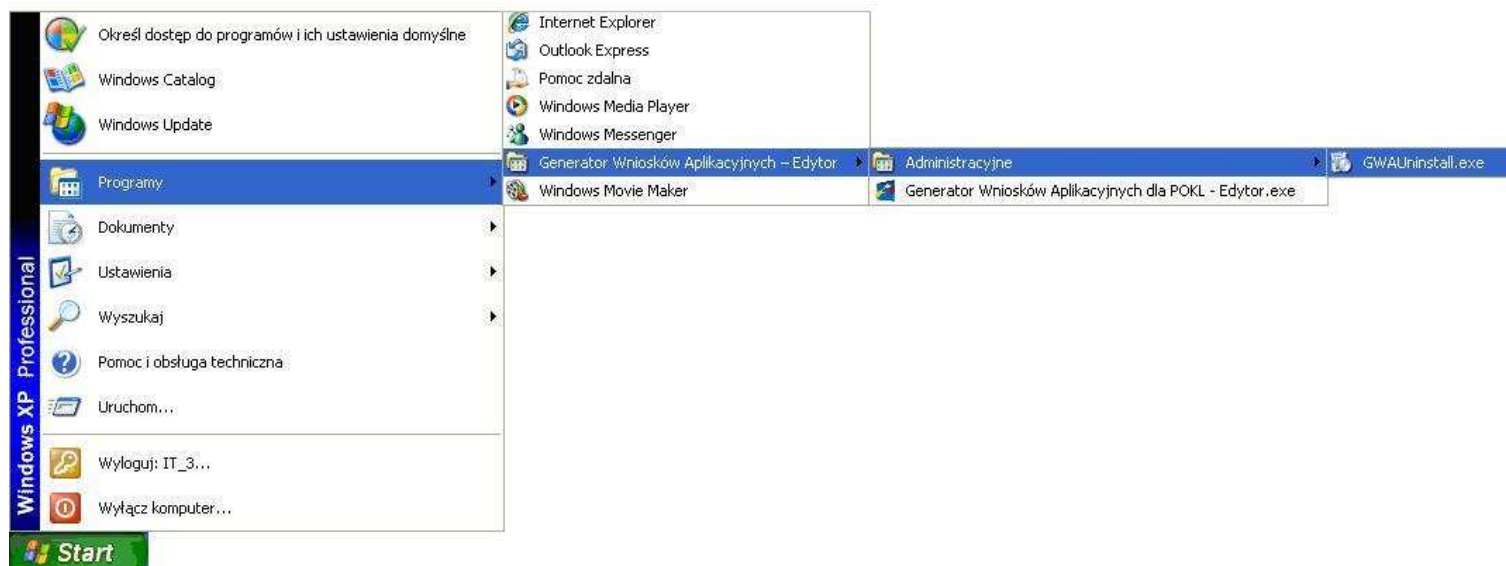 Określ dostęp do programów i ich ustawienia domyślne
Windows Catalog
Windows Update
Programy
Dokumenty
Ustawienia
Wyszukaj
Pomoc i obsługa techniczna
Uruchom...
Wyloguj: IT_3...
Wyłącz komputer...
Windows XP Professional
Start
Internet Explorer
Outlook Express
Pomoc zdalna
Windows Media Player
Windows Messenger
Generator Wniosków Aplikacyjnych – Edytor
Windows Movie Maker
Administracyjne
Generator Wniosków Aplikacyjnych dla POKL - Edytor.exe
GWAUninstall.exe